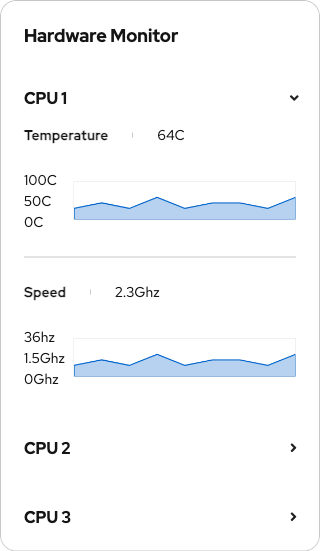 Hardware Monitor
CPU 1
Temperature 64C
100C
50C
0C
Speed 2.3Ghz
36hz
1.5Ghz
0Ghz
CPU 2
CPU 3